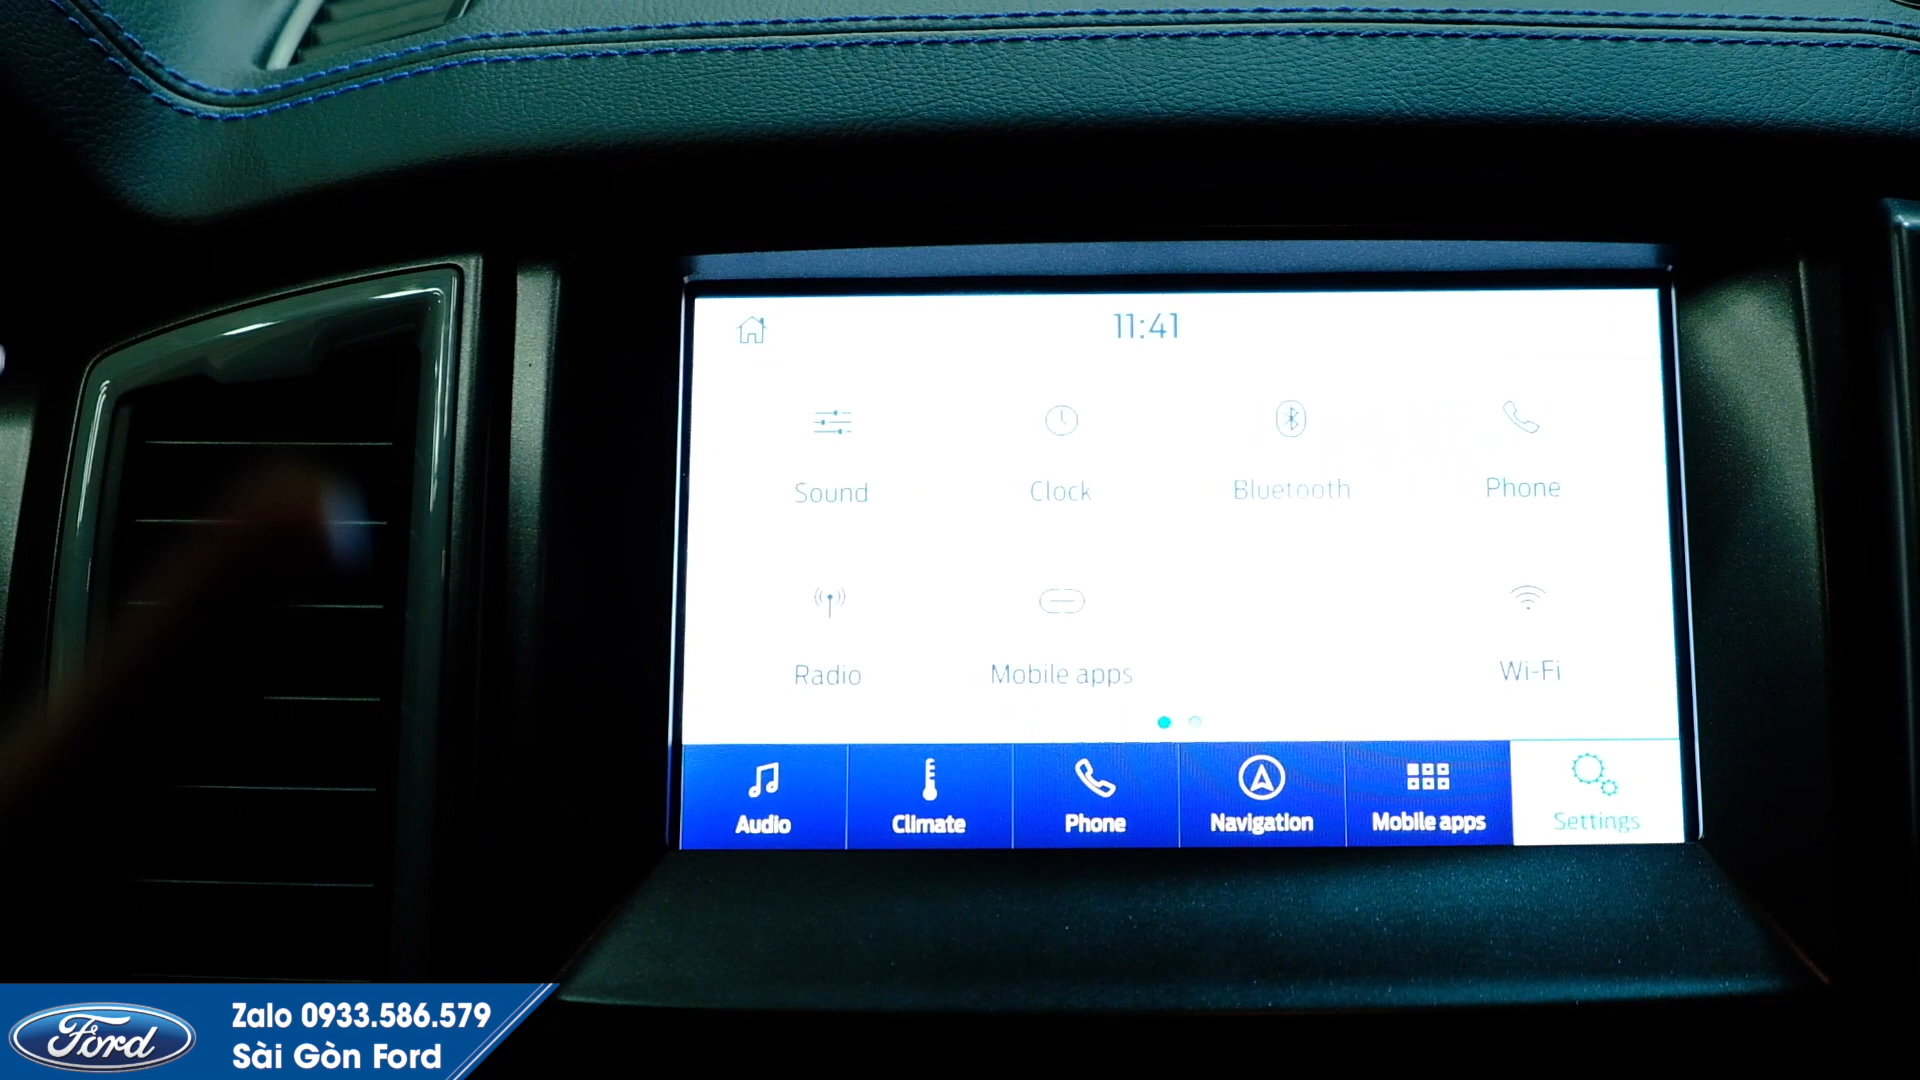 11:41
Sound
Clock
Bluetooth
Phone
Radio
Mobile apps
Wi-Fi
Audio
Climate
Phone
Navigation
Mobile apps
Settings
Ford
Zalo 0933.586.579
Sài Gòn Ford